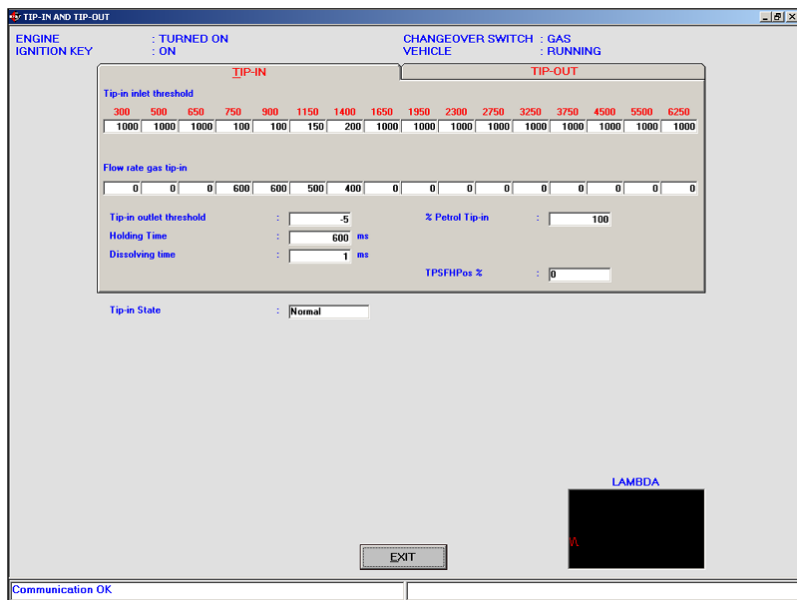 TIP-IN AND TIP-OUT
ENGINE : TURNED ON CHANGEOVER SWITCH : GAS
IGNITION KEY : ON VEHICLE : RUNNING
TIP-IN TIP-OUT
Tip-in inlet threshold
300 500 650 750 900 1150 1400 1650 1950 2300 2750 3250 3750 4500 5500 6250
1000 1000 1000 100 100 150 200 1000 1000 1000 1000 1000 1000 1000 1000 1000
Flow rate gas tip-in
0 0 0 600 600 500 400 0 0 0 0 0 0 0 0 0
Tip-in outlet threshold : -5 % Petrol Tip-in : 100
Holding Time : 600 ms
Dissolving time : 1 ms
TPSFHPos % : 0
Tip-in State : Normal
LAMBDA
EXIT
Communication OK